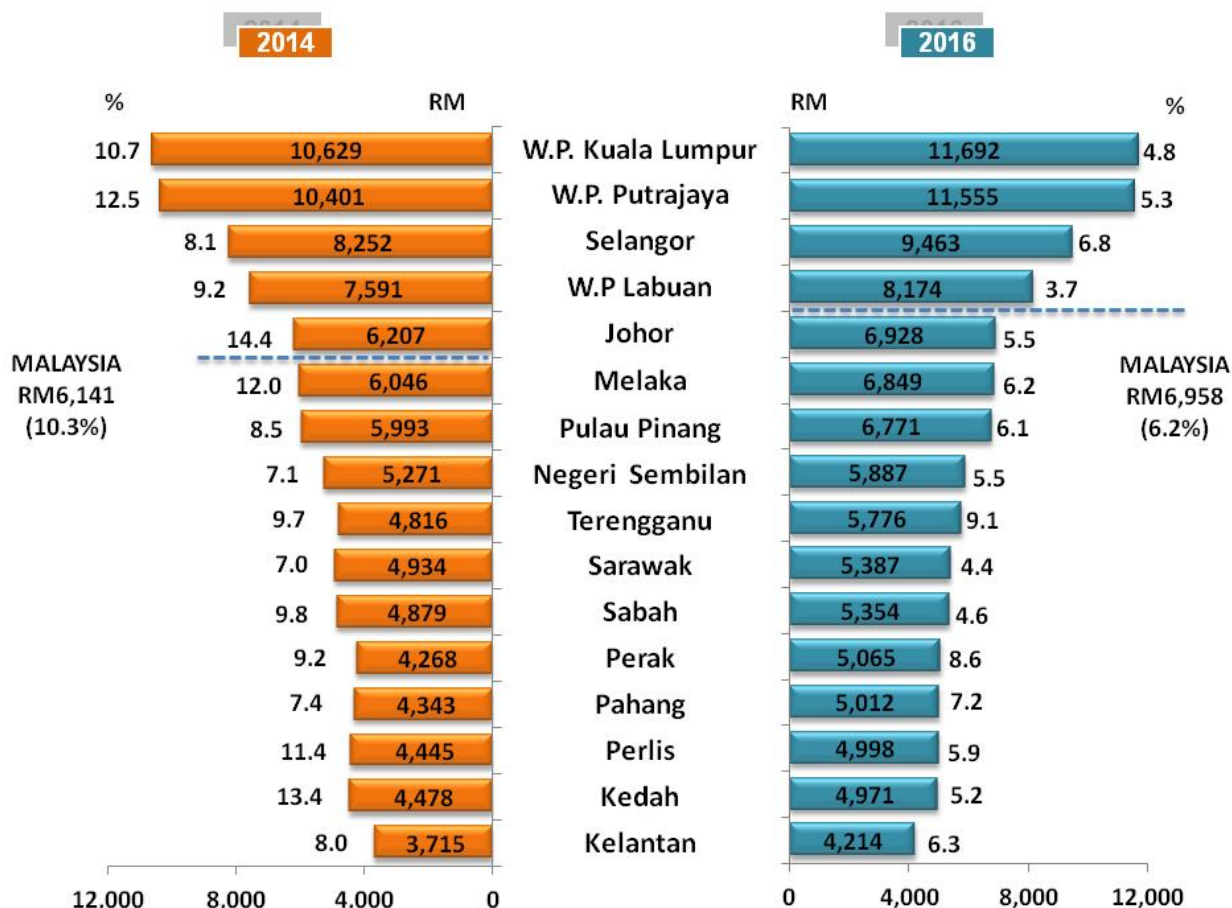 2014
2016
% RM RM %
10.7 10,629 W.P. Kuala Lumpur 11,692 4.8
12.5 10,401 W.P. Putrajaya 11,555 5.3
8.1 8,252 Selangor 9,463 6.8
9.2 7,591 W.P Labuan 8,174 3.7
14.4 6,207 Johor 6,928 5.5
12.0 6,046 Melaka 6,849 6.2
8.5 5,993 Pulau Pinang 6,771 6.1
7.1 5,271 Negeri Sembilan 5,887 5.5
9.7 4,816 Terengganu 5,776 9.1
7.0 4,934 Sarawak 5,387 4.4
9.8 4,879 Sabah 5,354 4.6
9.2 4,268 Perak 5,065 8.6
7.4 4,343 Pahang 5,012 7.2
11.4 4,445 Perlis 4,998 5.9
13.4 4,478 Kedah 4,971 5.2
8.0 3,715 Kelantan 4,214 6.3
MALAYSIA
RM6,141
(10.3%)
MALAYSIA
RM6,958
(6.2%)
12,000 8,000 4,000 0 0 4,000 8,000 12,000